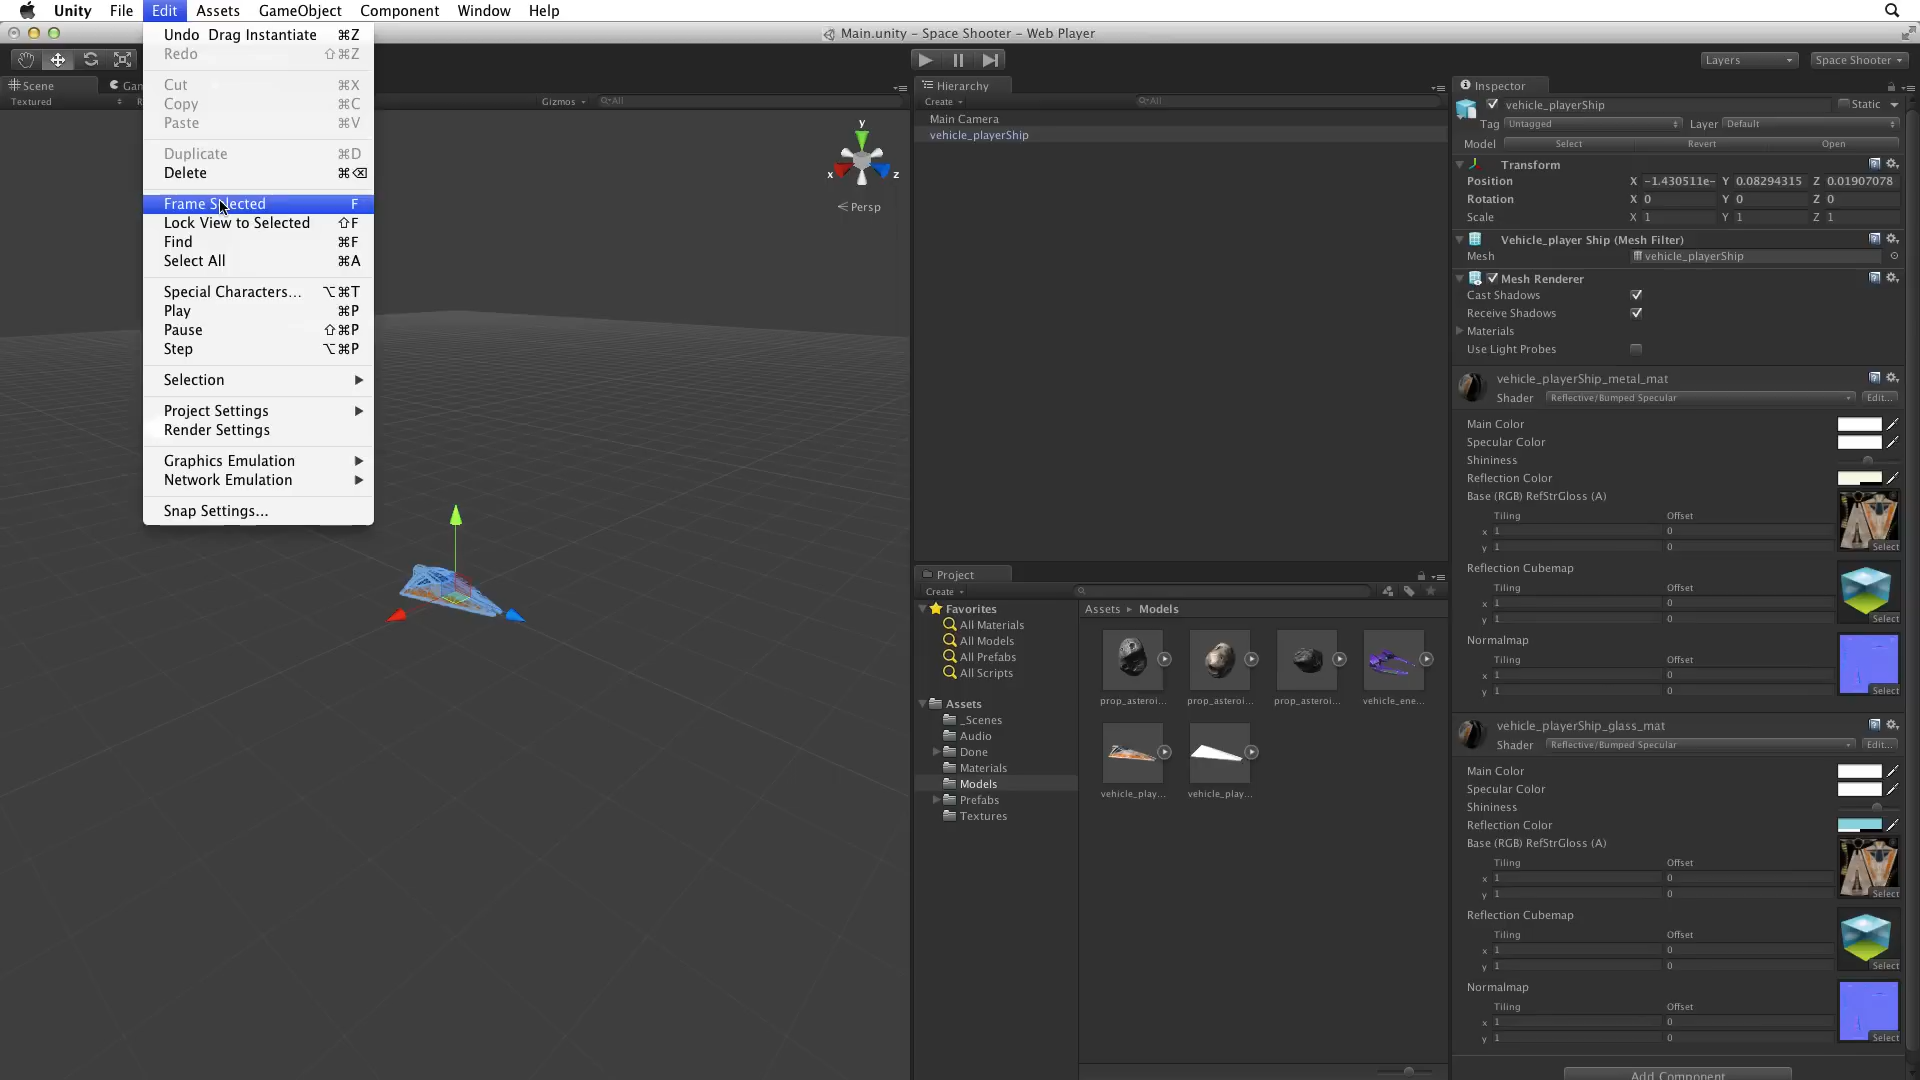 Unity File Edit Assets GameObject Component Window Help
Main.unity – Space Shooter – Web Player
Undo Drag Instantiate ⌘Z
Redo ⇧⌘Z
Cut ⌘X
Copy ⌘C
Paste ⌘V
Duplicate ⌘D
Delete ⌘⌫
Frame Selected F
Lock View to Selected ⇧F
Find ⌘F
Select All ⌘A
Special Characters... ⌥⌘T
Play ⌘P
Pause ⇧⌘P
Step ⌥⌘P
Selection
Project Settings
Render Settings
Graphics Emulation
Network Emulation
Snap Settings...
Layers
Space Shooter
Scene
Gam
Textured
R
Gizmos
All
y
x
z
Persp
Hierarchy
Create
All
Main Camera
vehicle_playerShip
Project
Create
Favorites
All Materials
All Models
All Prefabs
All Scripts
Assets
_Scenes
Audio
Done
Materials
Models
Prefabs
Textures
Assets ▸ Models
prop_asteroi... prop_asteroi... prop_asteroi... vehicle_ene...
vehicle_play... vehicle_play...
Inspector
vehicle_playerShip
Static
Tag Untagged Layer Default
Model Select Revert Open
Transform
Position X -1.430511e- Y 0.08294315 Z 0.01907078
Rotation X 0 Y 0 Z 0
Scale X 1 Y 1 Z 1
Vehicle_player Ship (Mesh Filter)
Mesh vehicle_playerShip
Mesh Renderer
Cast Shadows
Receive Shadows
Materials
Use Light Probes
vehicle_playerShip_metal_mat
Shader Reflective/Bumped Specular Edit...
Main Color
Specular Color
Shininess
Reflection Color
Base (RGB) RefStrGloss (A)
Tiling Offset
x 1 0
y 1 0
Select
Reflection Cubemap
Tiling Offset
x 1 0
y 1 0
Select
Normalmap
Tiling Offset
x 1 0
y 1 0
Select
vehicle_playerShip_glass_mat
Shader Reflective/Bumped Specular Edit...
Main Color
Specular Color
Shininess
Reflection Color
Base (RGB) RefStrGloss (A)
Tiling Offset
x 1 0
y 1 0
Select
Reflection Cubemap
Tiling Offset
x 1 0
y 1 0
Select
Normalmap
Tiling Offset
x 1 0
y 1 0
Select
Add Component